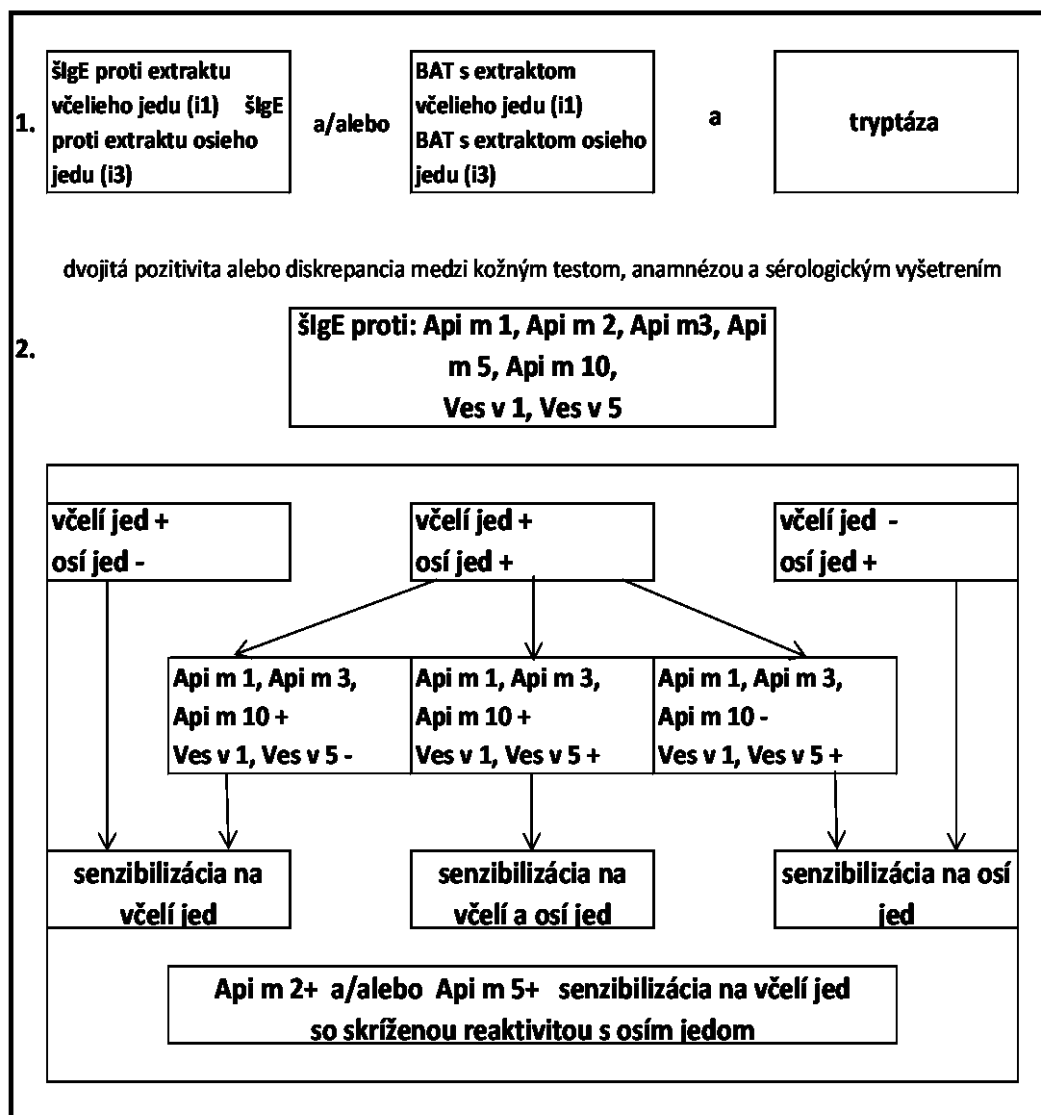 1.
šIgE proti extraktu
včelieho jedu (i1) šIgE
proti extraktu osieho
jedu (i3)
a/alebo
BAT s extraktom
včelieho jedu (i1)
BAT s extraktom osieho
jedu (i3)
a
tryptáza
dvojitá pozitivita alebo diskrepancia medzi kožným testom, anamnézou a sérologickým vyšetrením
2.
šIgE proti: Api m 1, Api m 2, Api m3, Api
m 5, Api m 10,
Ves v 1, Ves v 5
včelí jed +
osí jed -
včelí jed +
osí jed +
včelí jed -
osí jed +
Api m 1, Api m 3,
Api m 10 +
Ves v 1, Ves v 5 -
Api m 1, Api m 3,
Api m 10 +
Ves v 1, Ves v 5 +
Api m 1, Api m 3,
Api m 10 -
Ves v 1, Ves v 5 +
senzibilizácia na
včelí jed
senzibilizácia na
včelí a osí jed
senzibilizácia na osí
jed
Api m 2+ a/alebo Api m 5+ senzibilizácia na včelí jed
so skríženou reaktivitou s osím jedom